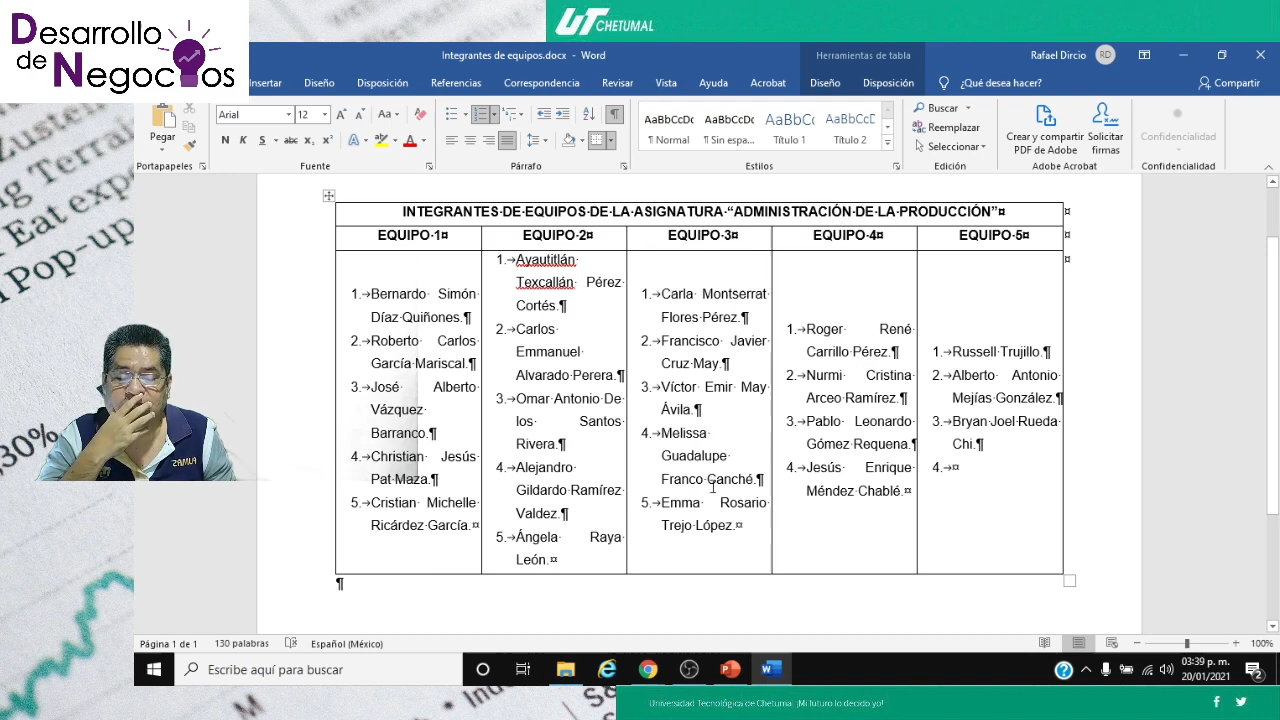 Desarrollo
de Negocios
UT CHETUMAL
Integrantes de equipos.docx - Word
Herramientas de tabla
Rafael Dircio RD
Insertar Diseño Disposición Referencias Correspondencia Revisar Vista Ayuda Acrobat Diseño Disposición ¿Qué desea hacer? Compartir
Arial 12
Pegar
Portapapeles Fuente Párrafo Estilos Edición Adobe Acrobat Confidencialidad
AaBbCcDc AaBbCcDc AaBbCc AaBbCcD
¶ Normal ¶ Sin espa... Título 1 Título 2
Buscar
Reemplazar
Seleccionar
Crear y compartir PDF de Adobe
Solicitar firmas
Confidencialidad
INTEGRANTES DE EQUIPOS DE LA ASIGNATURA “ADMINISTRACIÓN DE LA PRODUCCIÓN”¤
EQUIPO 1¤
1.→Bernardo Simón
Díaz Quiñones.¶
2.→Roberto Carlos
García Mariscal.¶
3.→José Alberto
Vázquez
Barranco.¶
4.→Christian Jesús
Pat Maza.¶
5.→Cristian Michelle
Ricárdez García.¤
EQUIPO 2¤
1.→Ayautitlán
Texcallán Pérez
Cortés.¶
2.→Carlos
Emmanuel
Alvarado Perera.¶
3.→Omar Antonio De
los Santos
Rivera.¶
4.→Alejandro
Gildardo Ramírez
Valdez.¶
5.→Ángela Raya
León.¤
EQUIPO 3¤
1.→Carla Montserrat
Flores Pérez.¶
2.→Francisco Javier
Cruz May.¶
3.→Víctor Emir May
Ávila.¶
4.→Melissa
Guadalupe
Franco Canché.¶
5.→Emma Rosario
Trejo López.¤
EQUIPO 4¤
1.→Roger René
Carrillo Pérez.¶
2.→Nurmi Cristina
Arceo Ramírez.¶
3.→Pablo Leonardo
Gómez Requena.¶
4.→Jesús Enrique
Méndez Chablé.¤
EQUIPO 5¤
1.→Russell Trujillo.¶
2.→Alberto Antonio
Mejías González.¶
3.→Bryan Joel Rueda
Chi.¶
4.→¤
¶
Página 1 de 1 130 palabras Español (México) 100%
Escribe aquí para buscar
03:39 p. m.
20/01/2021
2
Universidad Tecnológica de Chetumal: ¡Mi futuro lo decido yo!
Eat exp
Pop-up
,30%